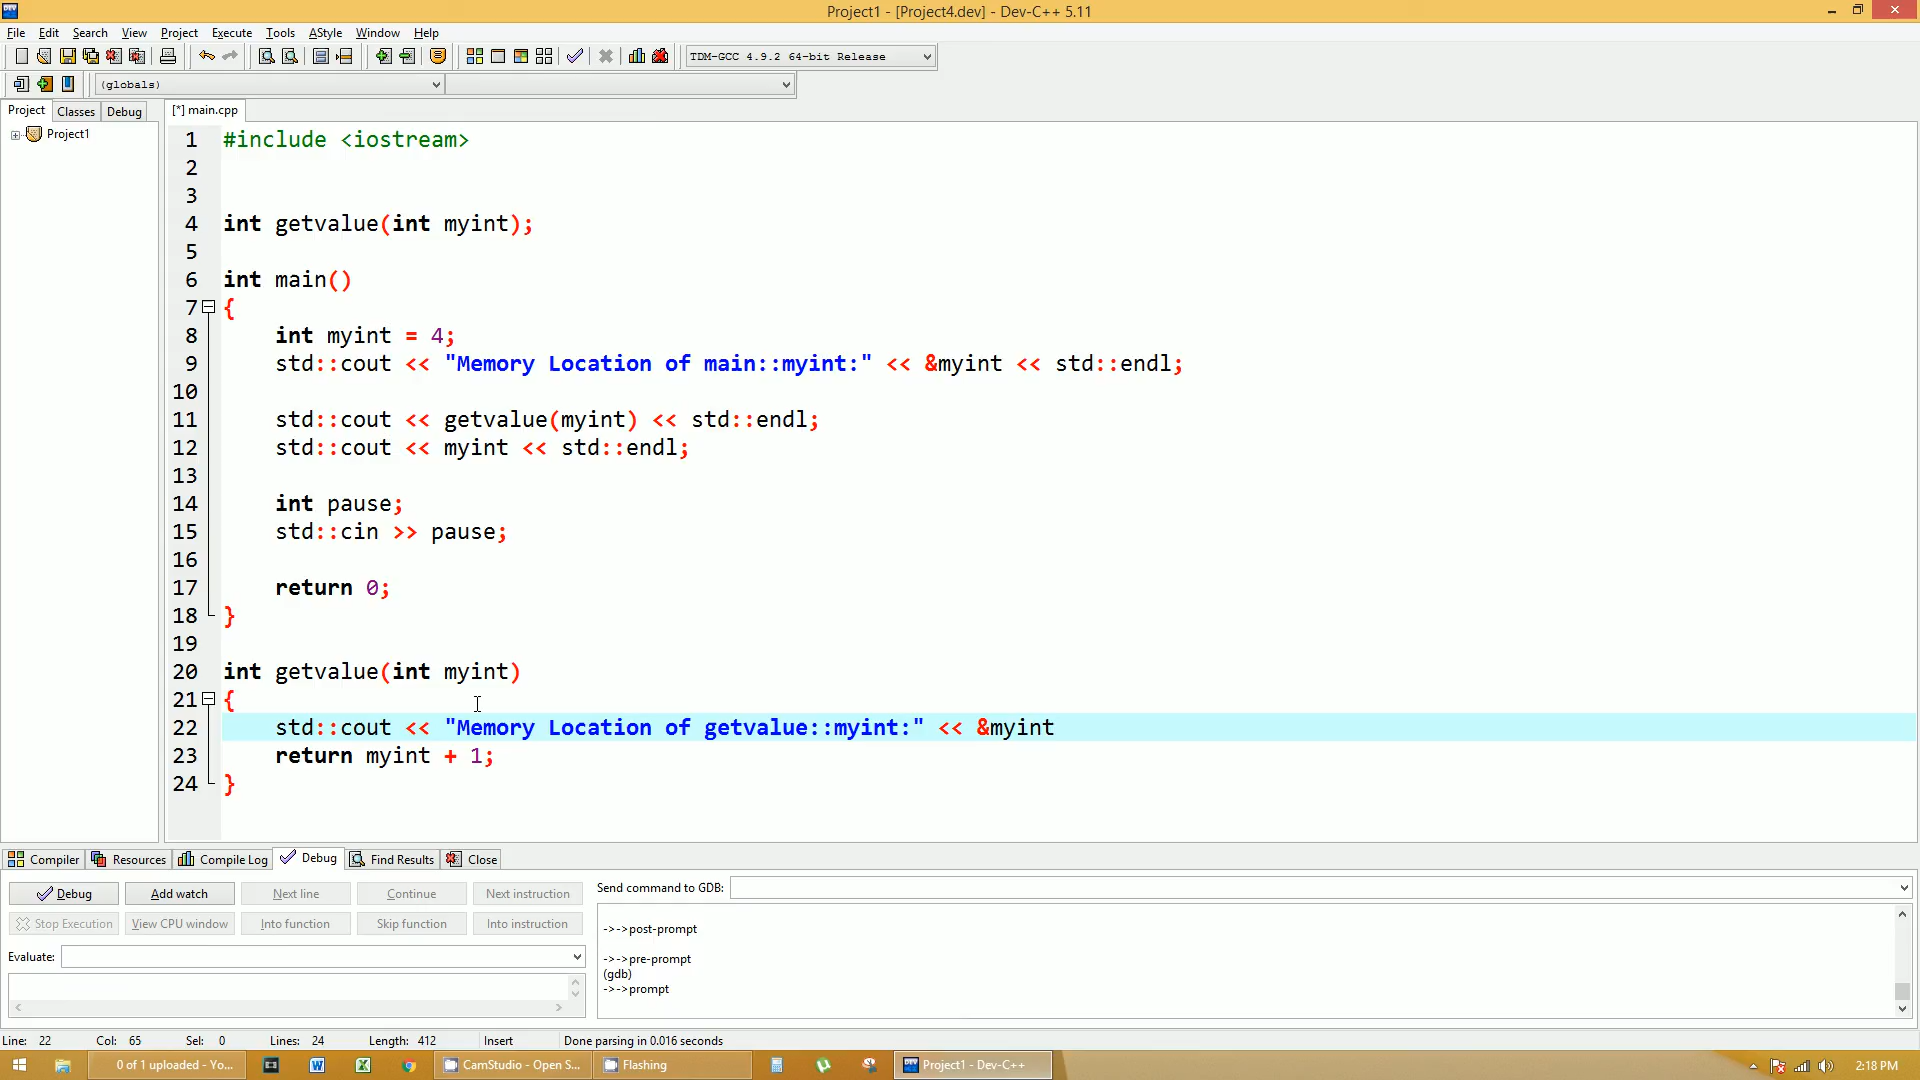 Project1 - [Project4.dev] - Dev-C++ 5.11
File Edit Search View Project Execute Tools AStyle Window Help
TDM-GCC 4.9.2 64-bit Release
(globals)
Project Classes Debug [*] main.cpp
Project1
1 #include <iostream>
2
3
4 int getvalue(int myint);
5
6 int main()
7 {
8 int myint = 4;
9 std::cout << "Memory Location of main::myint:" << &myint << std::endl;
10
11 std::cout << getvalue(myint) << std::endl;
12 std::cout << myint << std::endl;
13
14 int pause;
15 std::cin >> pause;
16
17 return 0;
18 }
19
20 int getvalue(int myint)
21 {
22 std::cout << "Memory Location of getvalue::myint:" << &myint
23 return myint + 1;
24 }
Compiler Resources Compile Log Debug Find Results Close
Debug Add watch Next line Continue Next instruction Send command to GDB:
Stop Execution View CPU window Into function Skip function Into instruction
->->post-prompt
Evaluate:
->->pre-prompt
(gdb)
->->prompt
Line: 22 Col: 65 Sel: 0 Lines: 24 Length: 412 Insert Done parsing in 0.016 seconds
0 of 1 uploaded - Yo... CamStudio - Open S... Flashing Project1 - Dev-C++ 2:18 PM